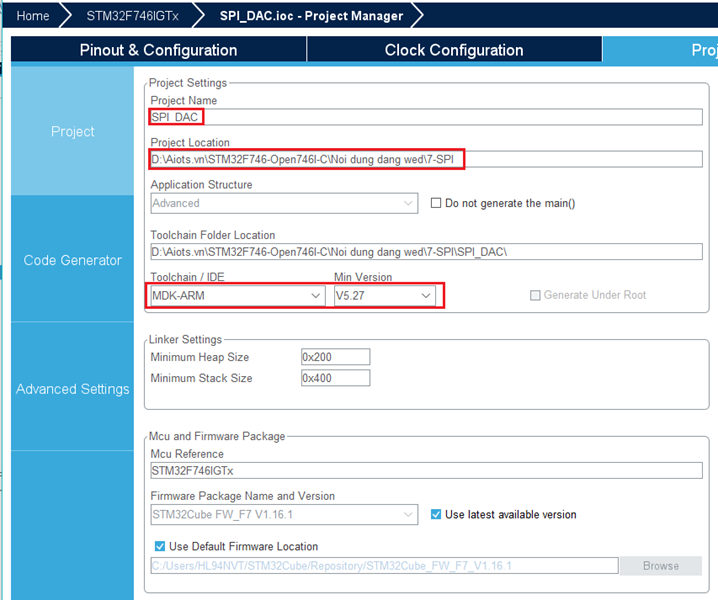 Home STM32F746IGTx SPI_DAC.ioc - Project Manager
Pinout & Configuration Clock Configuration Proj
Project
Code Generator
Advanced Settings
Project Settings
Project Name
SPI_DAC
Project Location
D:\Aiots.vn\STM32F746-Open746I-C\Noi dung dang wed\7-SPI
Application Structure
Advanced Do not generate the main()
Toolchain Folder Location
D:\Aiots.vn\STM32F746-Open746I-C\Noi dung dang wed\7-SPI\SPI_DAC\
Toolchain / IDE Min Version
MDK-ARM V5.27 Generate Under Root
Linker Settings
Minimum Heap Size 0x200
Minimum Stack Size 0x400
Mcu and Firmware Package
Mcu Reference
STM32F746IGTx
Firmware Package Name and Version
STM32Cube FW_F7 V1.16.1 Use latest available version
Use Default Firmware Location
C:/Users/HL94NVT/STM32Cube/Repository/STM32Cube_FW_F7_V1.16.1 Browse